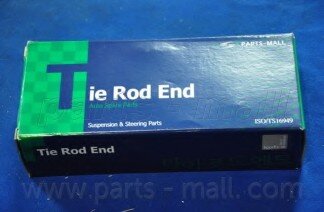 PARTS-MALL
Tie Rod End
Auto Spare Parts
Suspension & Steering Parts
ISO/TS16949
Tie Rod End
www.parts-mall.com